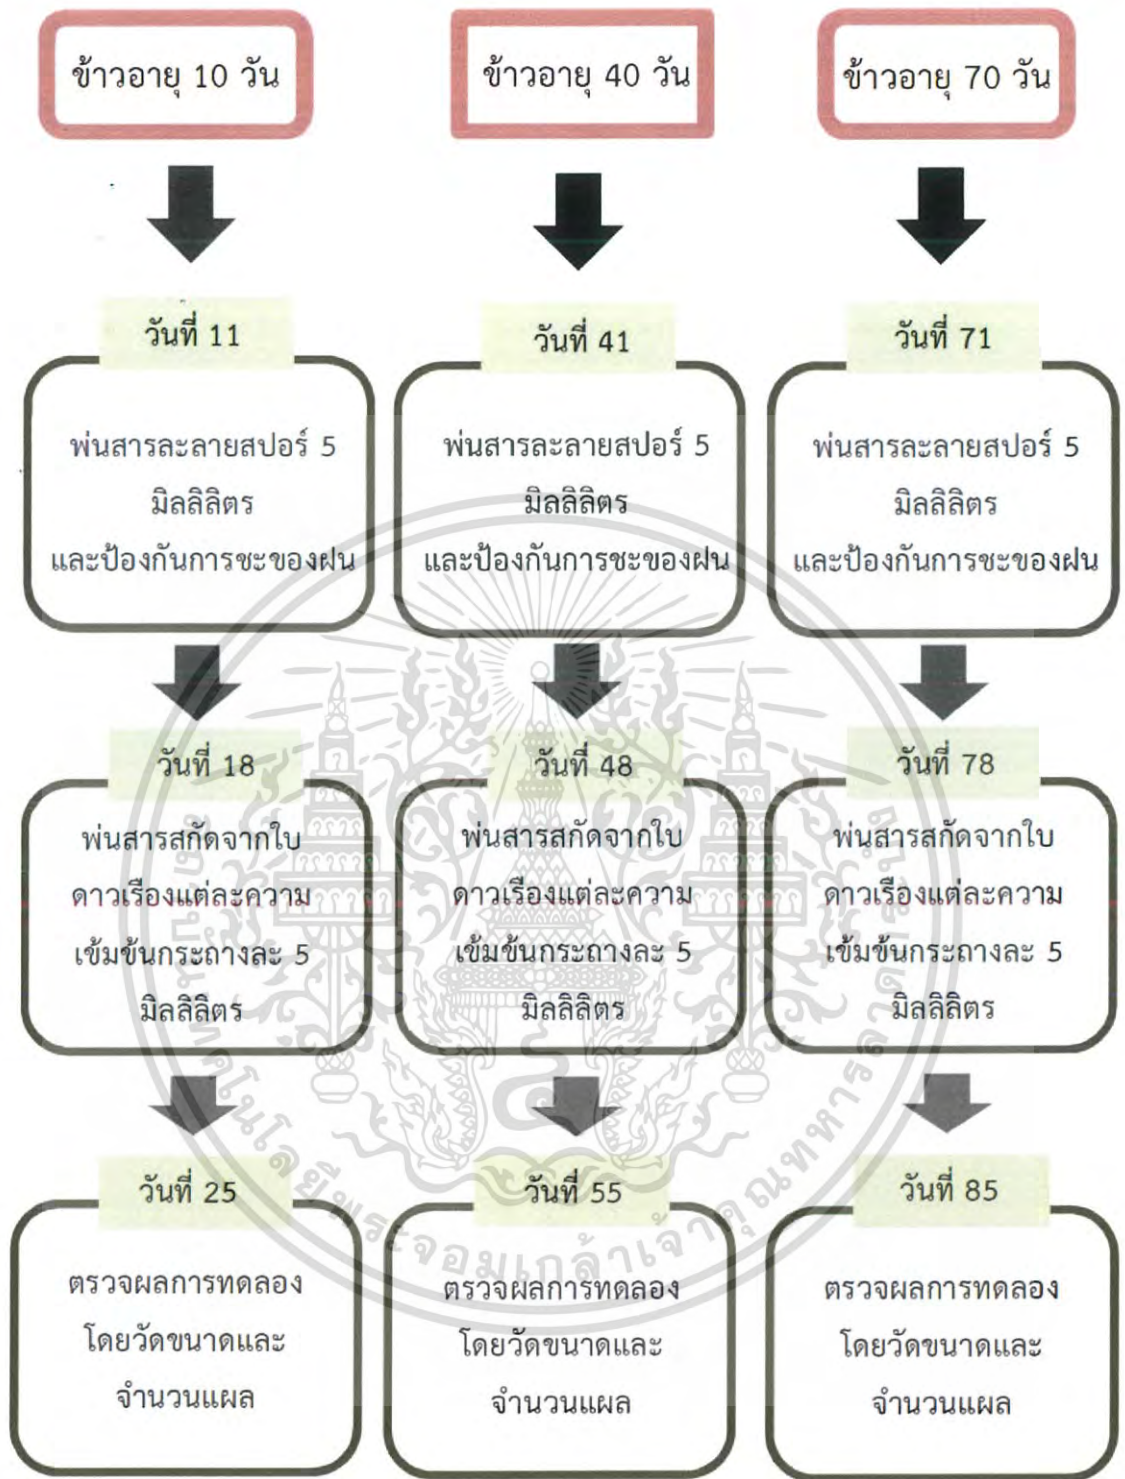 ข้าวอายุ 10 วัน
วันที่ 11
พ่นสารละลายสปอร์ 5
มิลลิลิตร
และป้องกันการชะของฝน
วันที่ 18
พ่นสารสกัดจากใบ
ดาวเรืองแต่ละความ
เข้มข้นกระถางละ 5
มิลลิลิตร
วันที่ 25
ตรวจผลการทดลอง
โดยวัดขนาดและ
จำนวนแผล
ข้าวอายุ 40 วัน
วันที่ 41
พ่นสารละลายสปอร์ 5
มิลลิลิตร
และป้องกันการชะของฝน
วันที่ 48
พ่นสารสกัดจากใบ
ดาวเรืองแต่ละความ
เข้มข้นกระถางละ 5
มิลลิลิตร
วันที่ 55
ตรวจผลการทดลอง
โดยวัดขนาดและ
จำนวนแผล
ข้าวอายุ 70 วัน
วันที่ 71
พ่นสารละลายสปอร์ 5
มิลลิลิตร
และป้องกันการชะของฝน
วันที่ 78
พ่นสารสกัดจากใบ
ดาวเรืองแต่ละความ
เข้มข้นกระถางละ 5
มิลลิลิตร
วันที่ 85
ตรวจผลการทดลอง
โดยวัดขนาดและ
จำนวนแผล